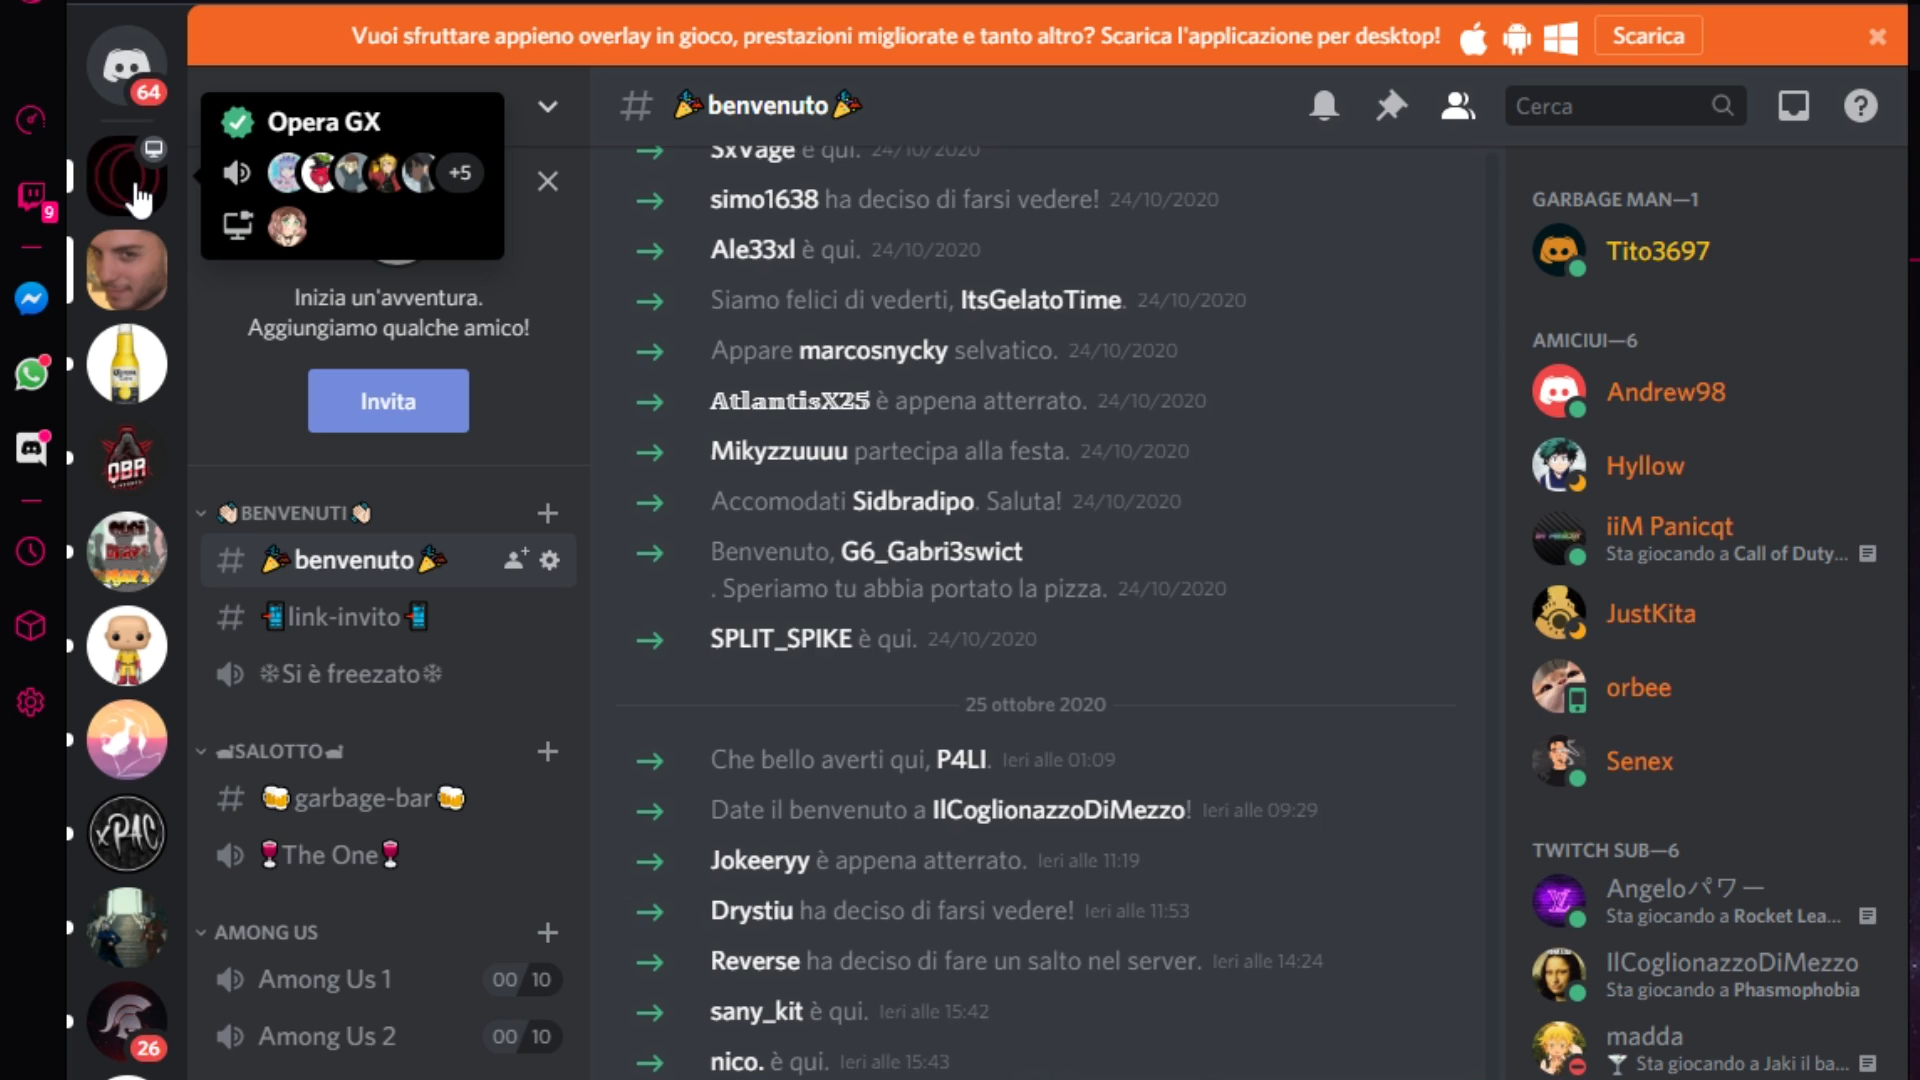 Vuoi sfruttare appieno overlay in gioco, prestazioni migliorate e tanto altro? Scarica l'applicazione per desktop!
Scarica
64
9
26
Opera GX
+5
Inizia un'avventura.
Aggiungiamo qualche amico!
Invita
BENVENUTI
benvenuto
link-invito
❄Si è freezato❄
SALOTTO
garbage-bar
The One
AMONG US
Among Us 1
00 10
Among Us 2
00 10
# benvenuto
Cerca
SxVage è qui. 24/10/2020
simo1638 ha deciso di farsi vedere! 24/10/2020
Ale33xl è qui. 24/10/2020
Siamo felici di vederti, ItsGelatoTime. 24/10/2020
Appare marcosnycky selvatico. 24/10/2020
AtlantisX25 è appena atterrato. 24/10/2020
Mikyzzuuuu partecipa alla festa. 24/10/2020
Accomodati Sidbradipo. Saluta! 24/10/2020
Benvenuto, G6_Gabri3swict
. Speriamo tu abbia portato la pizza. 24/10/2020
SPLIT_SPIKE è qui. 24/10/2020
25 ottobre 2020
Che bello averti qui, P4LI. Ieri alle 01:09
Date il benvenuto a IlCoglionazzoDiMezzo! Ieri alle 09:29
Jokeeryy è appena atterrato. Ieri alle 11:19
Drystiu ha deciso di farsi vedere! Ieri alle 11:53
Reverse ha deciso di fare un salto nel server. Ieri alle 14:24
sany_kit è qui. Ieri alle 15:42
nico. è qui. Ieri alle 15:43
GARBAGE MAN—1
Tito3697
AMICIUI—6
Andrew98
Hyllow
iiM Panicqt
Sta giocando a Call of Duty...
JustKita
orbee
Senex
TWITCH SUB—6
Angeloパワー
Sta giocando a Rocket Lea...
IlCoglionazzoDiMezzo
Sta giocando a Phasmophobia
madda
Sta giocando a Jaki il ba...
QBR
xPAC